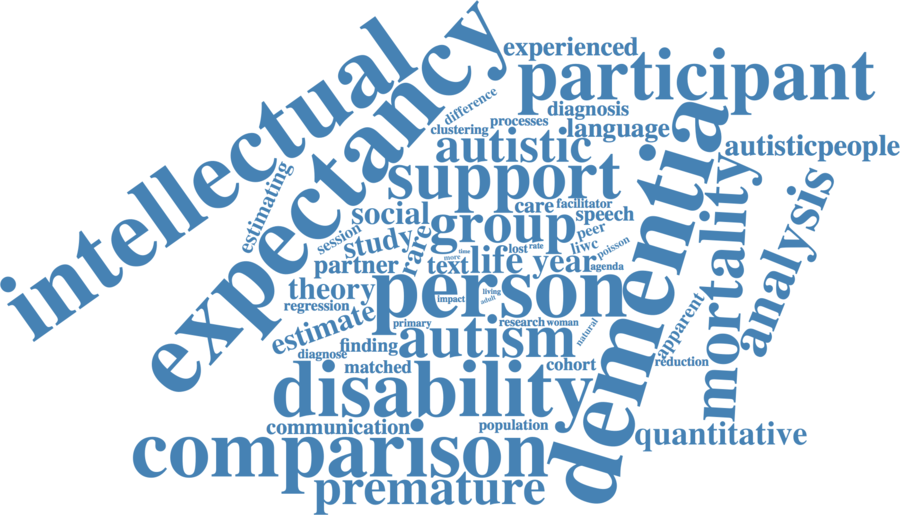 intellectual
expectancy
experienced
participant
difference
diagnosis
clustering
processes
language
dementia
autistic
autisticpeople
support
estimating
care
facilitator
social
group
speech
mortality
analysis
session
study
rare
peer
lost
rate
liwc
poisson
time
more
partner
text
life
year
agenda
theory
person
living
adult
impact
regression
estimate
primary
research
woman
natural
apparent
finding
autism
diagnose
matched
cohort
reduction
disability
communication
population
quantitative
comparison
premature